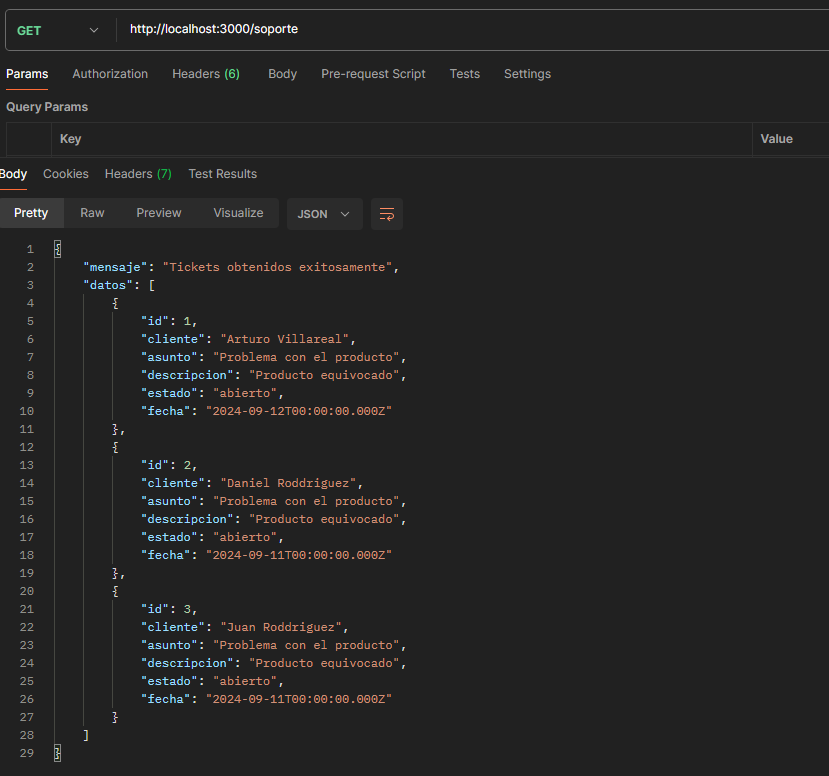 GET http://localhost:3000/soporte
Params Authorization Headers (6) Body Pre-request Script Tests Settings
Query Params
Key Value
Body Cookies Headers (7) Test Results
Pretty Raw Preview Visualize JSON
1 {
2 "mensaje": "Tickets obtenidos exitosamente",
3 "datos": [
4 {
5 "id": 1,
6 "cliente": "Arturo Villareal",
7 "asunto": "Problema con el producto",
8 "descripcion": "Producto equivocado",
9 "estado": "abierto",
10 "fecha": "2024-09-12T00:00:00.000Z"
11 },
12 {
13 "id": 2,
14 "cliente": "Daniel Roddriguez",
15 "asunto": "Problema con el producto",
16 "descripcion": "Producto equivocado",
17 "estado": "abierto",
18 "fecha": "2024-09-11T00:00:00.000Z"
19 },
20 {
21 "id": 3,
22 "cliente": "Juan Roddriguez",
23 "asunto": "Problema con el producto",
24 "descripcion": "Producto equivocado",
25 "estado": "abierto",
26 "fecha": "2024-09-11T00:00:00.000Z"
27 }
28 ]
29 }